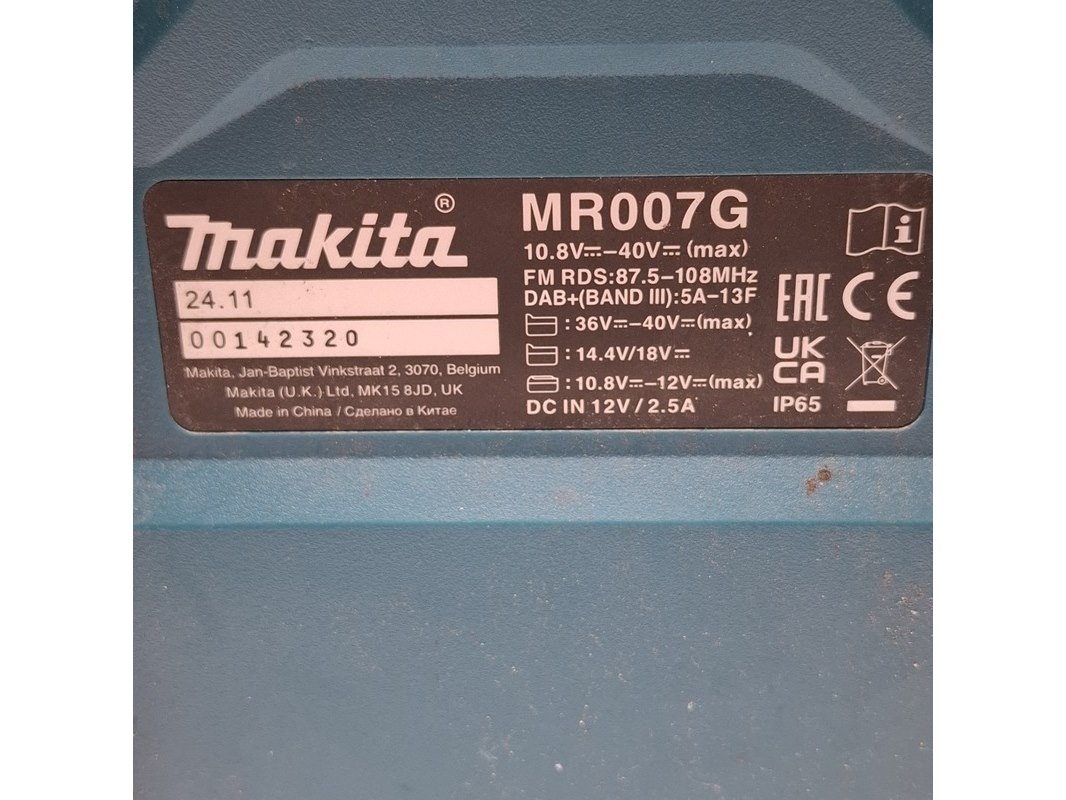 Makita®
24.11
00142320
Makita, Jan-Baptist Vinkstraat 2, 3070, Belgium
Makita (U.K.) Ltd, MK15 8JD, UK
Made in China / Сделано в Китае
MR007G
10.8V⎓–40V⎓(max)
FM RDS:87.5–108MHz
DAB+(BAND III):5A–13F
: 36V⎓–40V⎓(max)
: 14.4V/18V⎓
: 10.8V⎓–12V⎓(max)
DC IN 12V / 2.5A
i
EAC CE
UK
CA
IP65